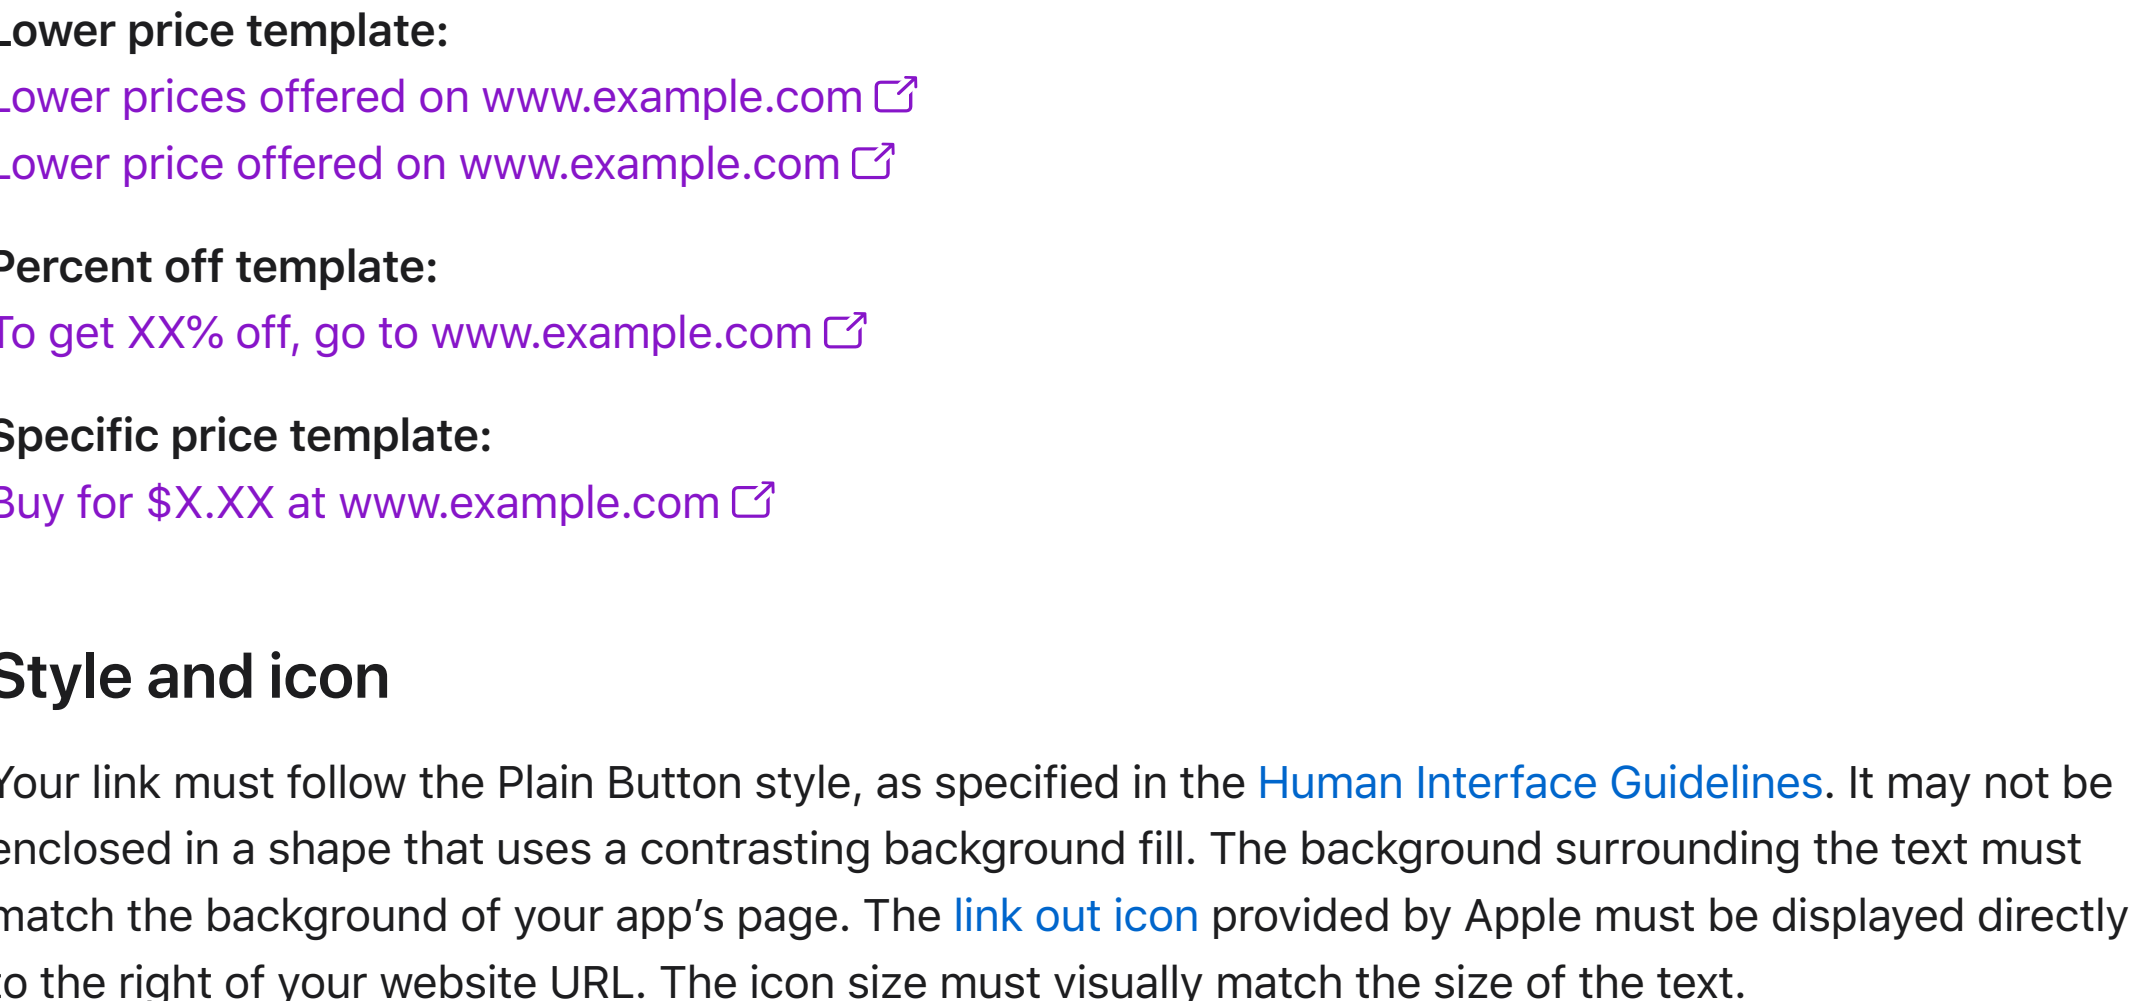 Lower price template:
Lower prices offered on www.example.com
Lower price offered on www.example.com
Percent off template:
To get XX% off, go to www.example.com
Specific price template:
Buy for $X.XX at www.example.com
Style and icon
Your link must follow the Plain Button style, as specified in the Human Interface Guidelines. It may not be
enclosed in a shape that uses a contrasting background fill. The background surrounding the text must
match the background of your app’s page. The link out icon provided by Apple must be displayed directly
to the right of your website URL. The icon size must visually match the size of the text.